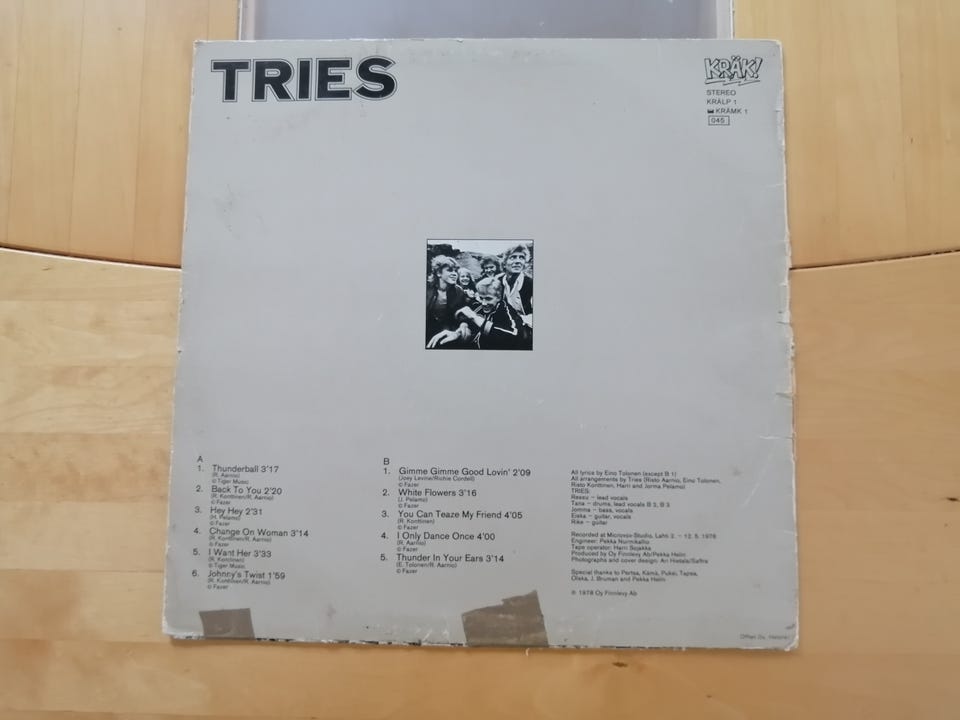 TRIES
KRÄK!
STEREO
KRÄLP 1
KRÄMK 1
045
A
1. Thunderball 3'17
(R. Aarnio)
© Tiger Music
2. Back To You 2'20
(R. Konttinen/R. Aarnio)
© Fazer
3. Hey Hey 2'31
(H. Pelamo)
© Fazer
4. Change On Woman 3'14
(R. Konttinen/R. Aarnio)
© Fazer
5. I Want Her 3'33
(R. Konttinen)
© Tiger Music
6. Johnny's Twist 1'59
(R. Konttinen/R. Aarnio)
© Fazer
B
1. Gimme Gimme Good Lovin' 2'09
(Joey Levine/Richie Cordell)
© Fazer
2. White Flowers 3'16
(J. Pelamo)
© Fazer
3. You Can Teaze My Friend 4'05
(R. Konttinen)
© Fazer
4. I Only Dance Once 4'00
(R. Aarnio)
© Fazer
5. Thunder In Your Ears 3'14
(E. Tolonen/R. Aarnio)
© Fazer
All lyrics by Eino Tolonen (except B 1)
All arrangements by Tries (Risto Aarnio, Eino Tolonen,
Risto Konttinen, Harri and Jorma Pelamo)
TRIES:
Ressu – lead vocals
Tana – drums, lead vocals B 2, B 3
Jomma – bass, vocals
Eiska – guitar, vocals
Rike – guitar
Recorded at Microvox-Studio, Lahti 2. – 12. 5. 1978
Engineer: Pekka Nurmikallio
Tape operator: Harri Sojakka
Produced by Oy Finnlevy Ab/Pekka Helin
Photographs and cover design: Ari Hietala/Safira
Special thanks to Pertsa, Kämä, Puksi, Tapsa,
Olska, J. Bruman and Pekka Helin
℗ 1978 Oy Finnlevy Ab
Offset Oy,